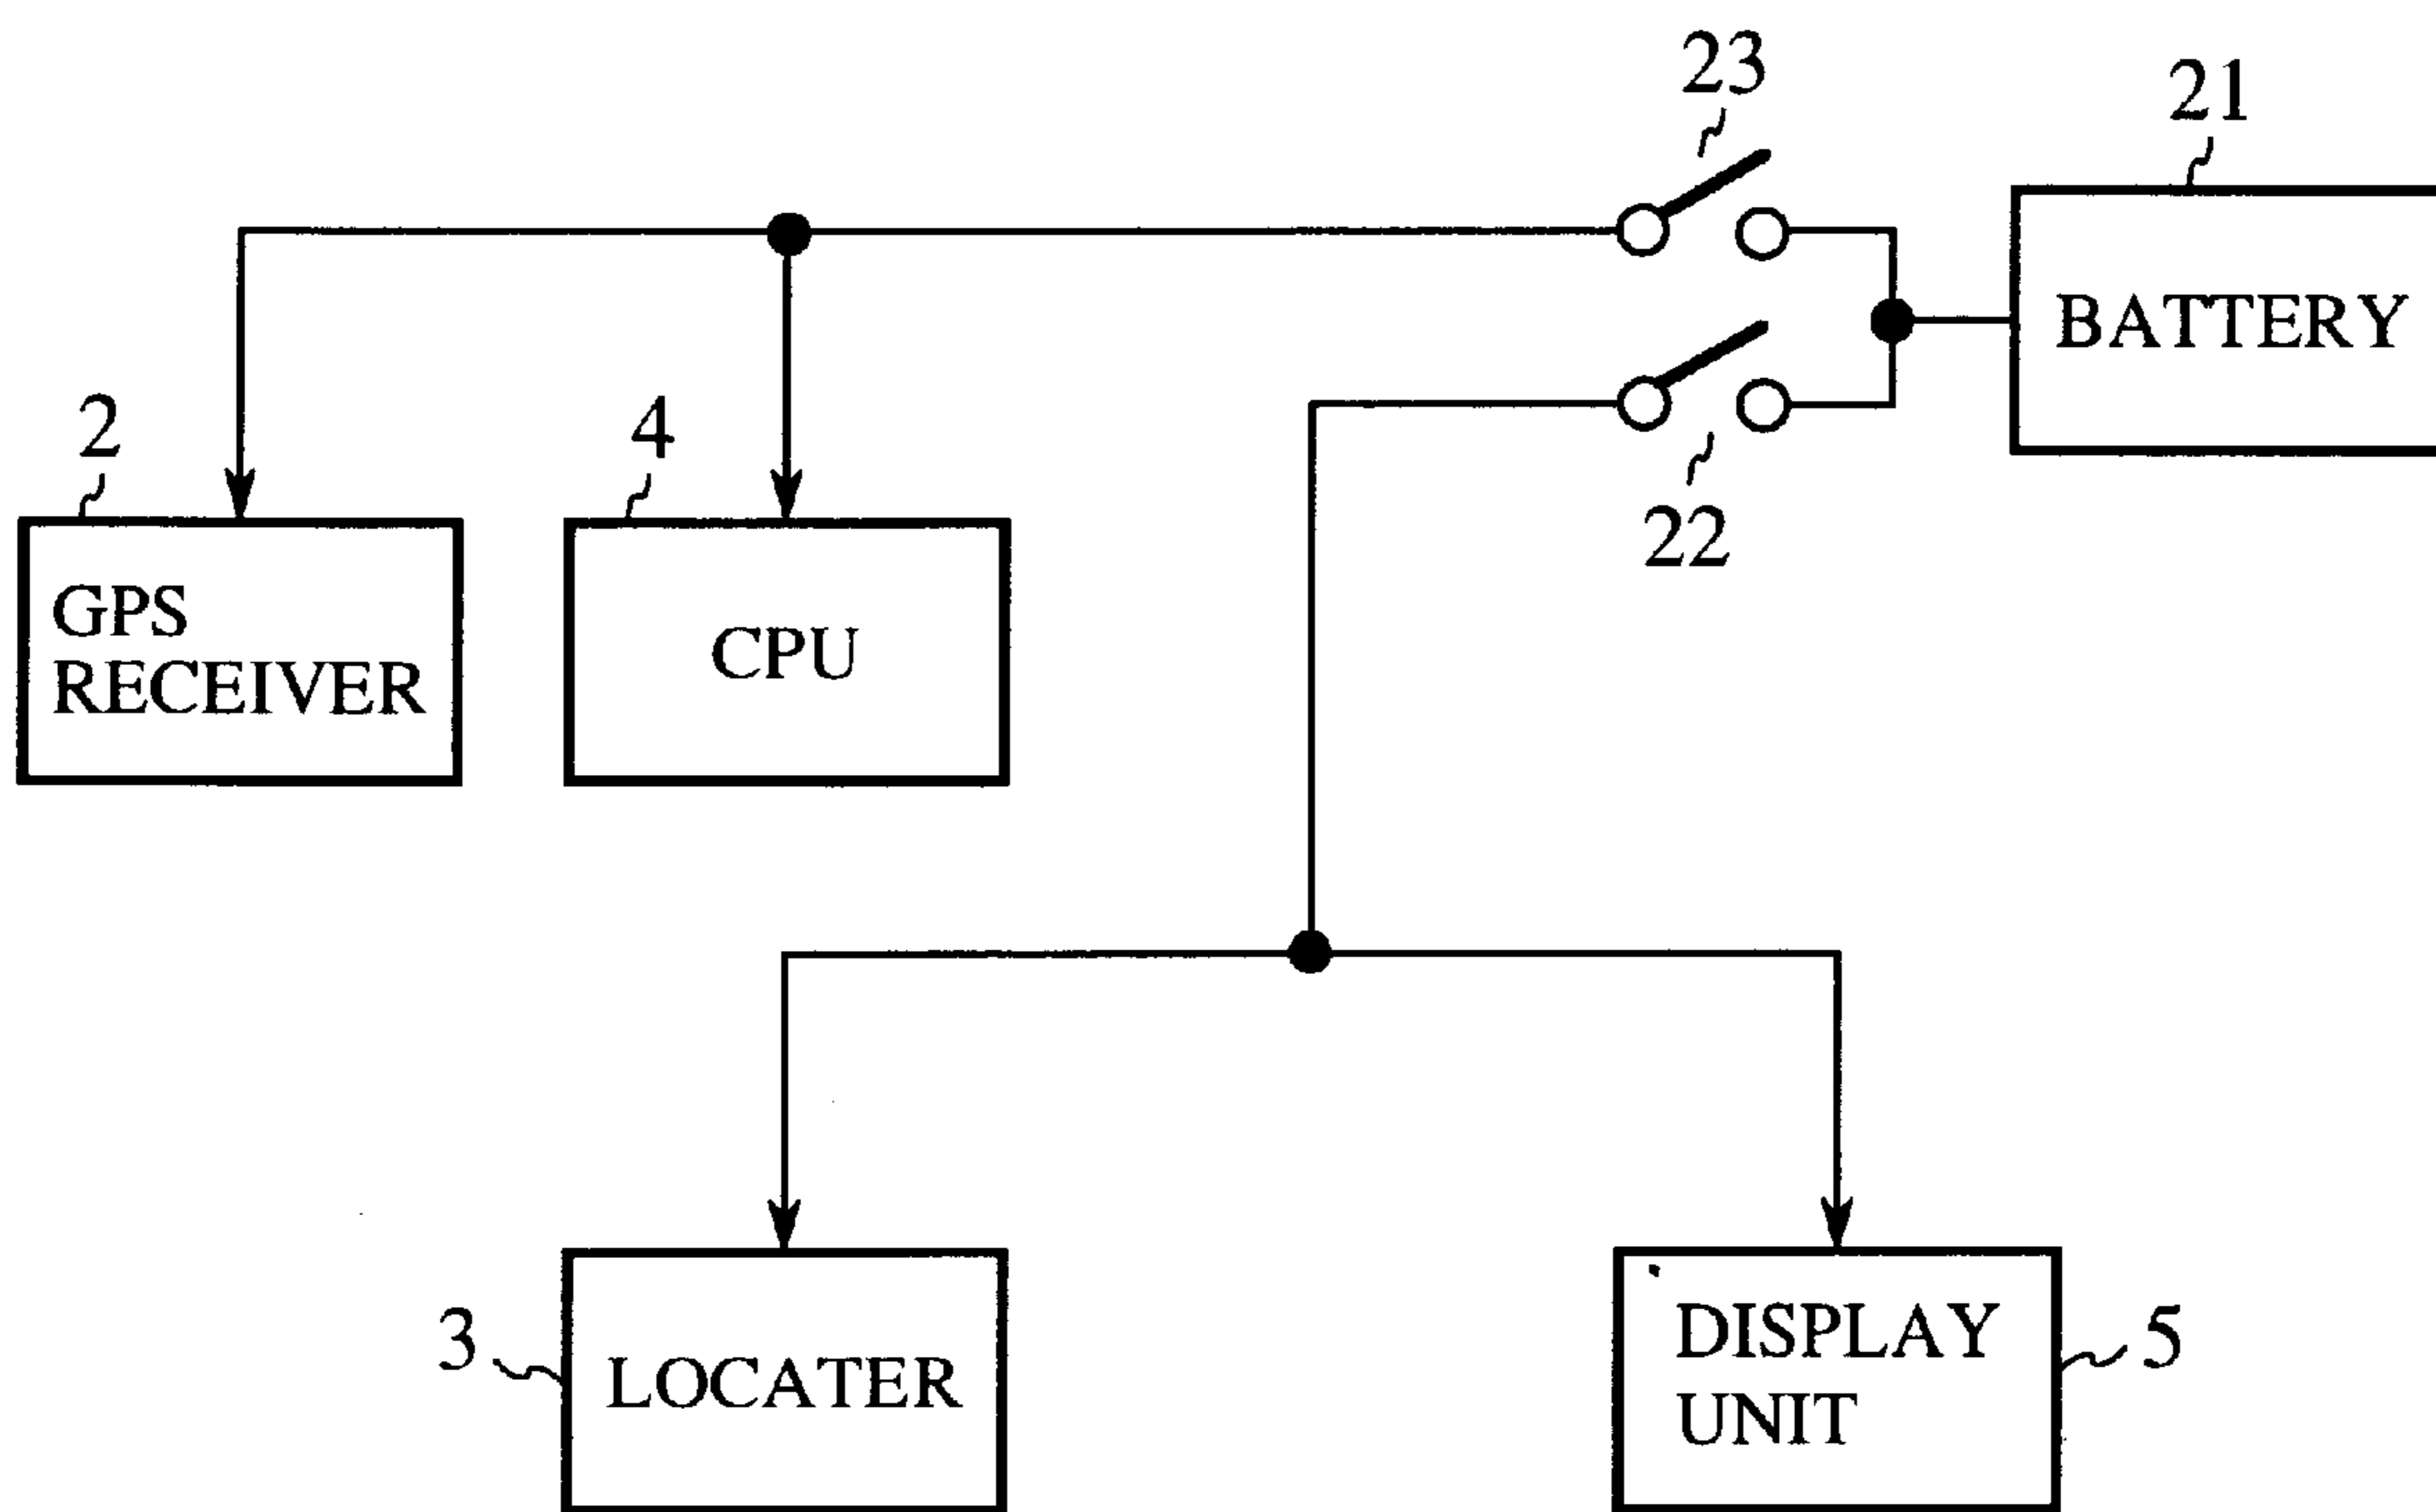 23
21
BATTERY
2
4
22
GPS
RECEIVER
CPU
3
LOCATER
DISPLAY
UNIT
5